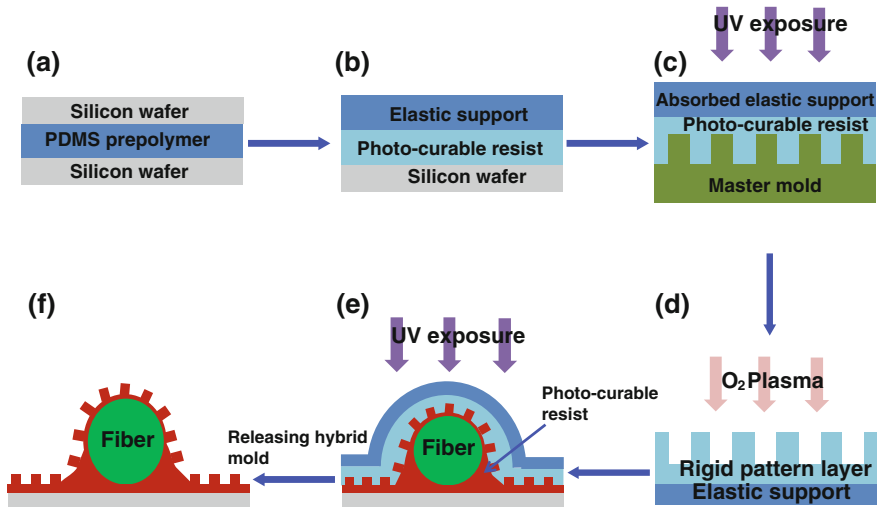 (a)
Silicon wafer
PDMS prepolymer
Silicon wafer
(b)
Elastic support
Photo-curable resist
Silicon wafer
UV exposure
(c)
Absorbed elastic support
Photo-curable resist
Master mold
(d)
O₂ Plasma
Rigid pattern layer
Elastic support
(e)
UV exposure
Photo-curable
resist
Fiber
Releasing hybrid
mold
(f)
Fiber